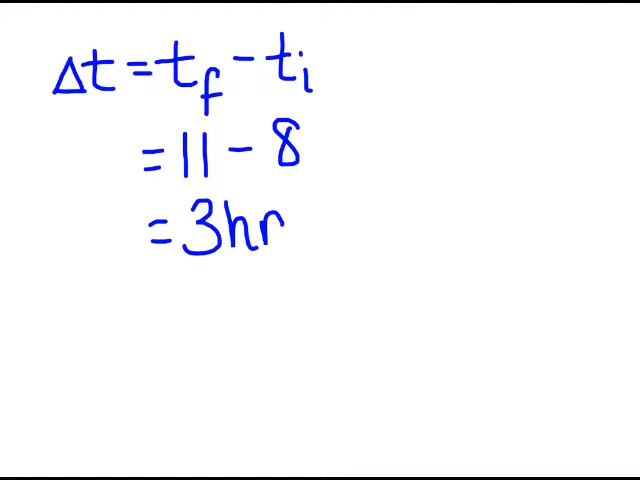 Δt = t_f - t_i
= 11 - 8
= 3hr